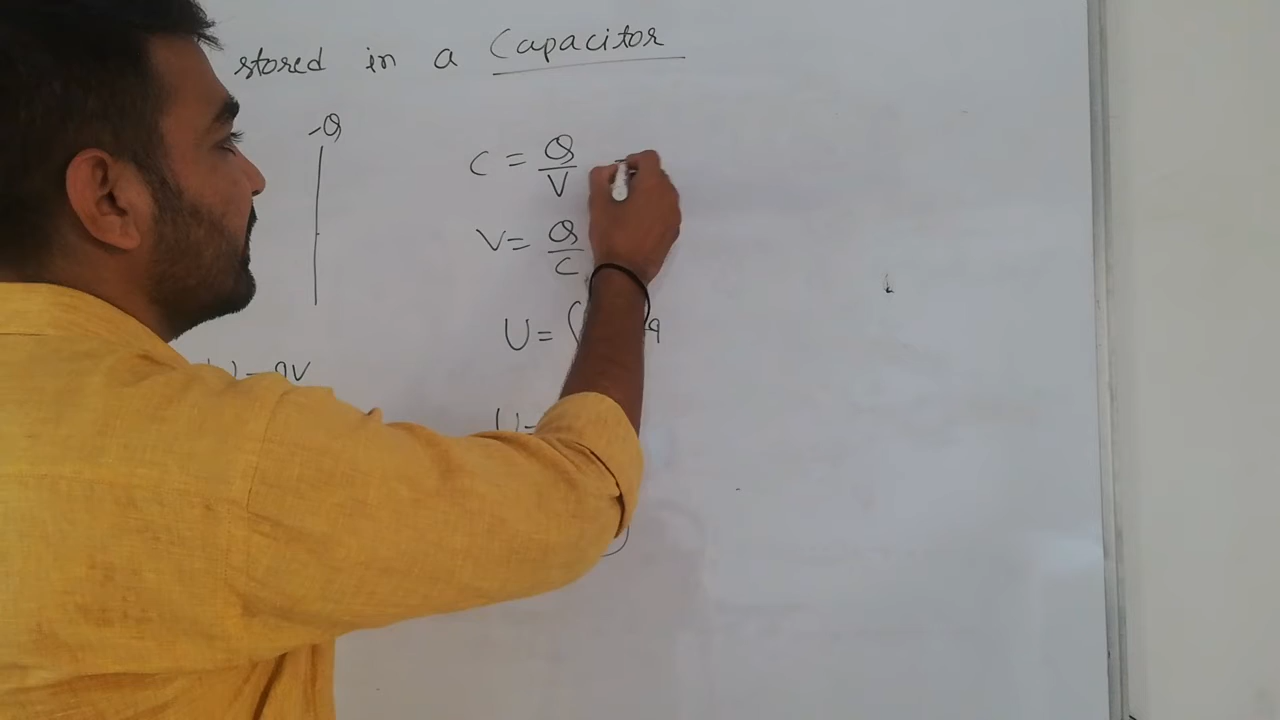 stored in a Capacitor
-Q
C = Q/V
V = Q/C
U = ∫ q
U =